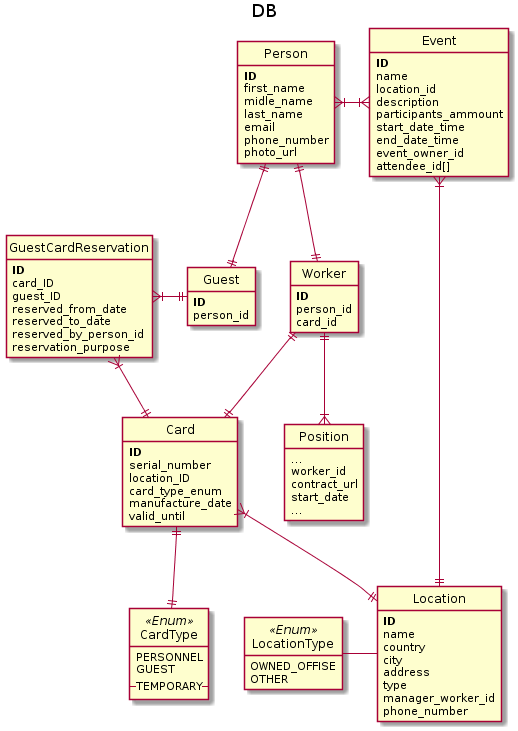 DB
Person
ID
first_name
midle_name
last_name
email
phone_number
photo_url
Event
ID
name
location_id
description
participants_ammount
start_date_time
end_date_time
event_owner_id
attendee_id[]
GuestCardReservation
ID
card_ID
guest_ID
reserved_from_date
reserved_to_date
reserved_by_person_id
reservation_purpose
Guest
ID
person_id
Worker
ID
person_id
card_id
Card
ID
serial_number
location_ID
card_type_enum
manufacture_date
valid_until
Position
...
worker_id
contract_url
start_date
...
«Enum»
CardType
PERSONNEL
GUEST
TEMPORARY
«Enum»
LocationType
OWNED_OFFISE
OTHER
Location
ID
name
country
city
address
type
manager_worker_id
phone_number